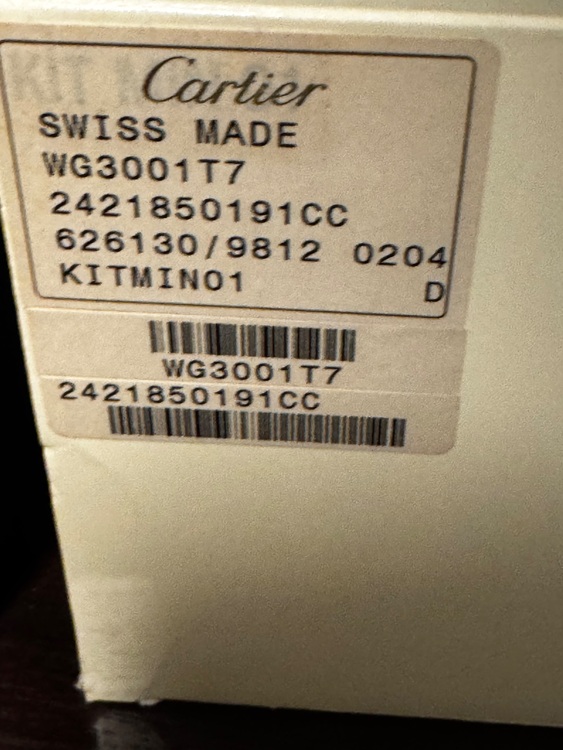 Cartier
SWISS MADE
WG3001T7
2421850191CC
626130/9812 0204
KITMIN01 D
WG3001T7
2421850191CC